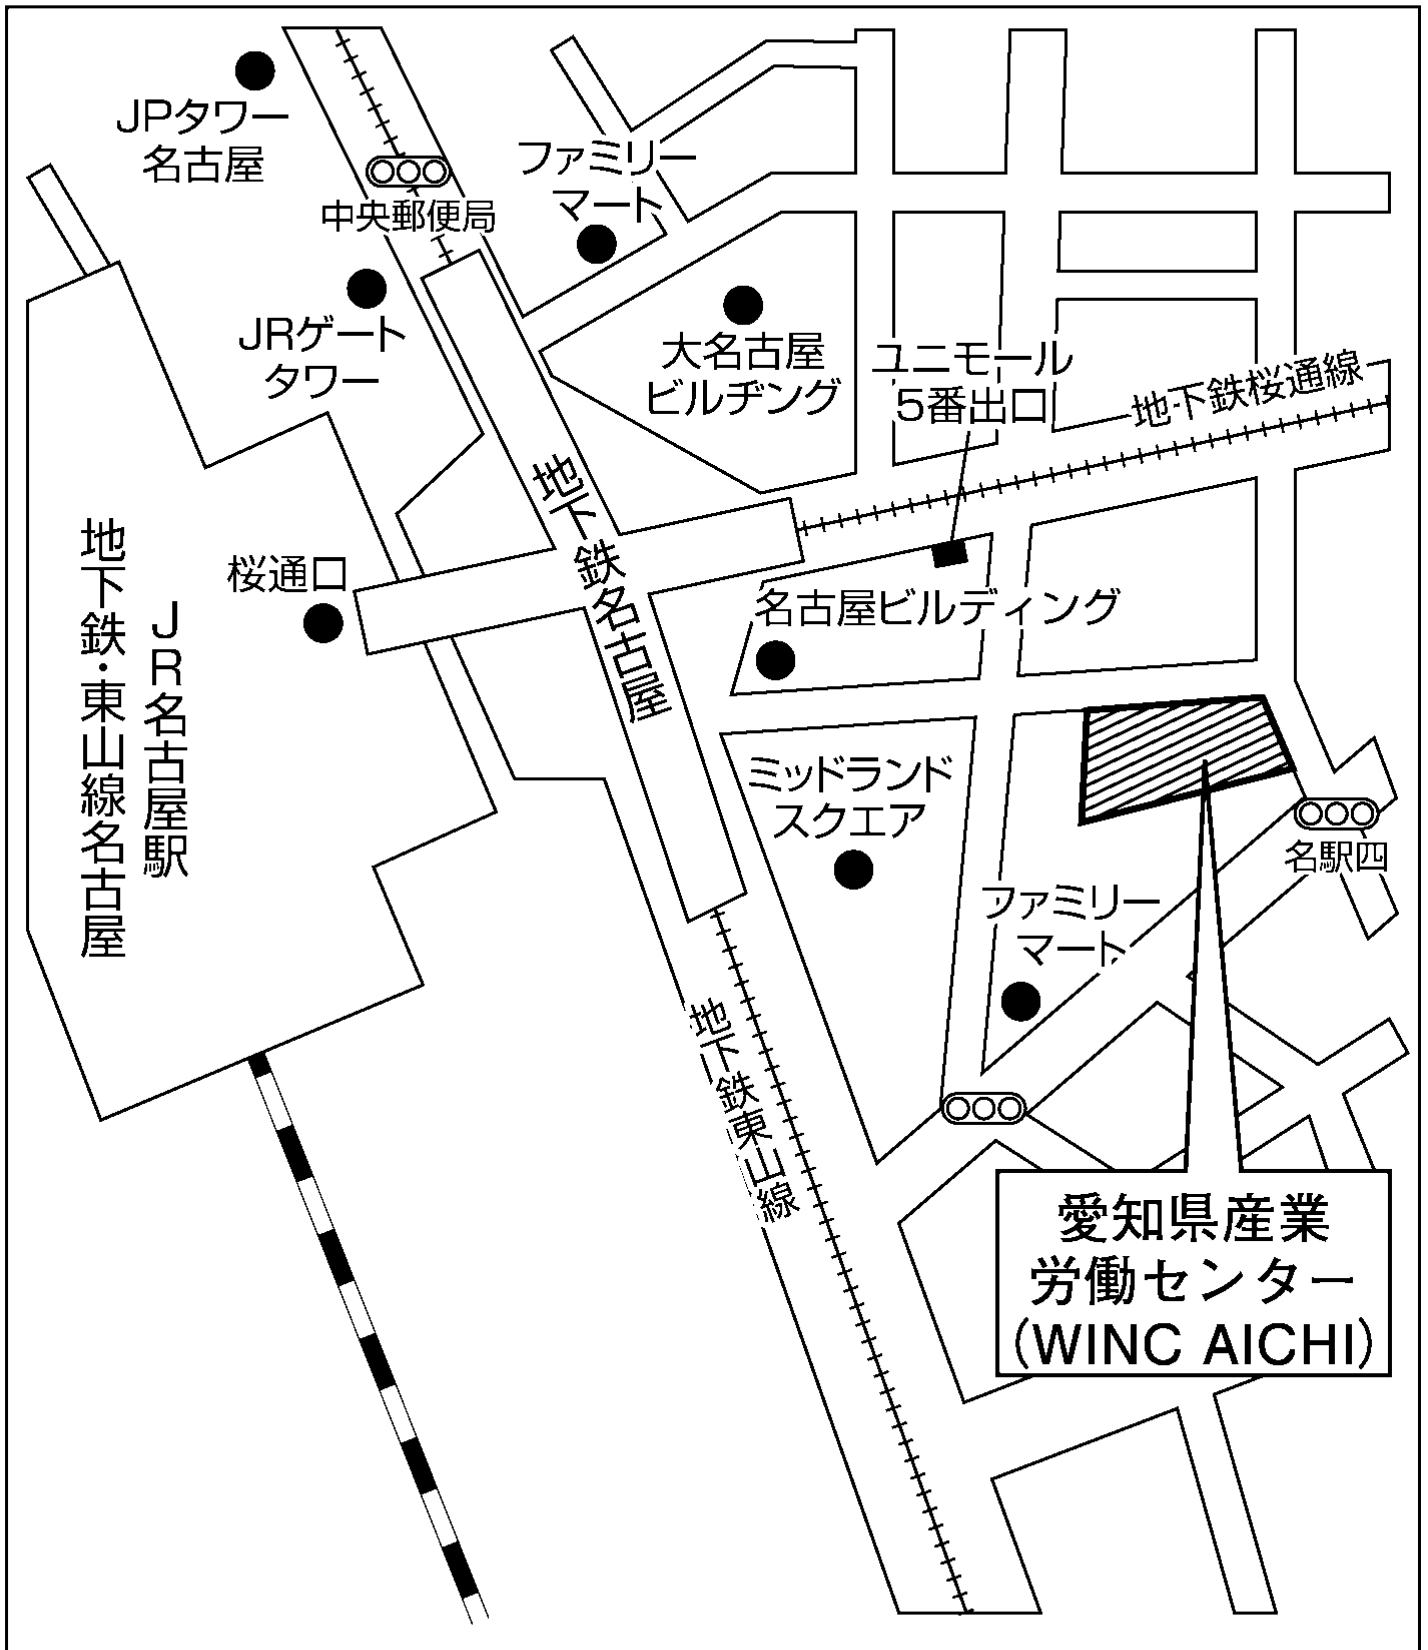 JPタワー
名古屋
中央郵便局
ファミリー
マート
JRゲート
タワー
大名古屋
ビルヂング
ユニモール
5番出口
地下鉄桜通線
桜通口
地下鉄名古屋
名古屋ビルディング
JR名古屋駅
地下鉄・東山線名古屋
ミッドランド
スクエア
名駅四
ファミリー
マート
地下鉄東山線
愛知県産業
労働センター
(WINC AICHI)